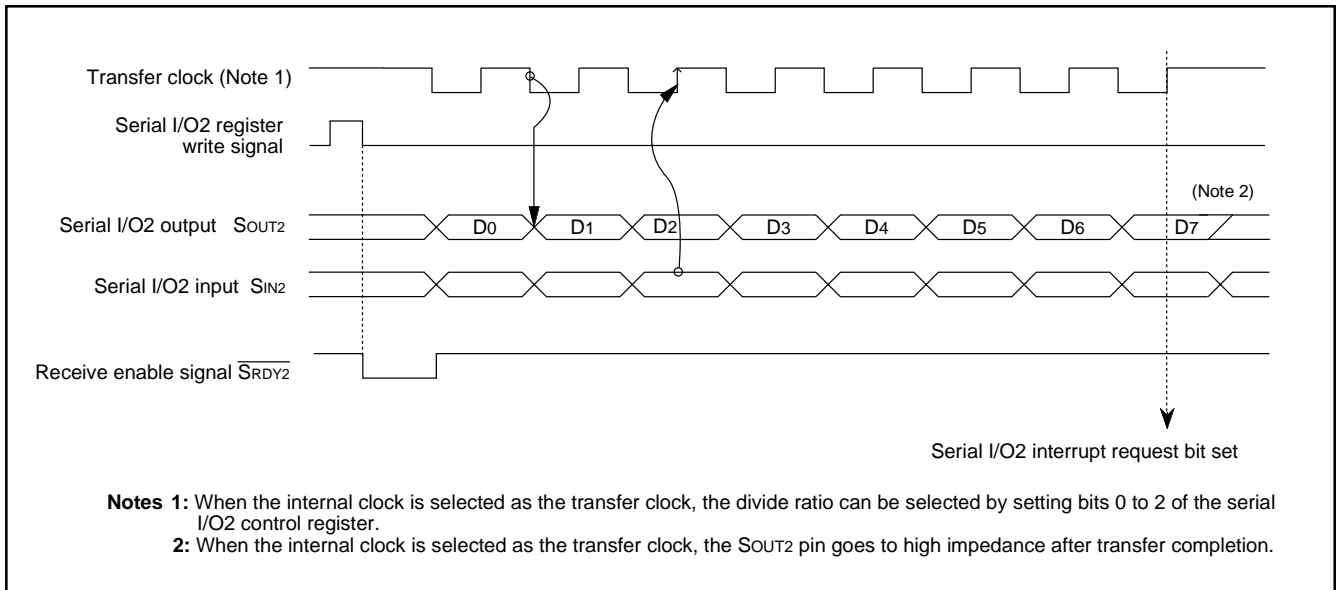 Transfer clock (Note 1)
Serial I/O2 register
write signal
(Note 2)
Serial I/O2 output SOUT2
D0 D1 D2 D3 D4 D5 D6 D7
Serial I/O2 input SIN2
Receive enable signal SRDY2
Serial I/O2 interrupt request bit set
Notes 1: When the internal clock is selected as the transfer clock, the divide ratio can be selected by setting bits 0 to 2 of the serial
I/O2 control register.
2: When the internal clock is selected as the transfer clock, the SOUT2 pin goes to high impedance after transfer completion.